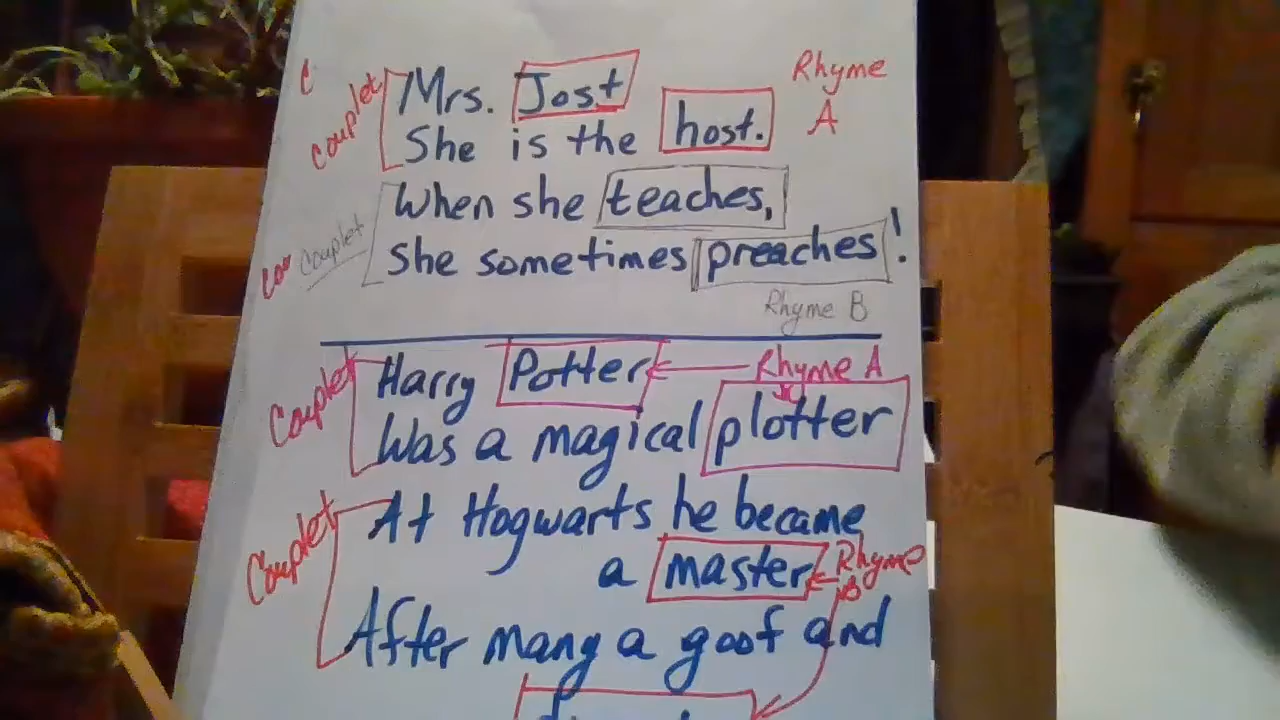 C
Couplet
Mrs. Jost
Rhyme
A
She is the host.
When she teaches,
Cou Couplet
she sometimes preaches!
Rhyme B
Couplet
Harry Potter
Rhyme A
Was a magical plotter
Couplet
At Hogwarts he became
a master
Rhyme
B
After many a goof and